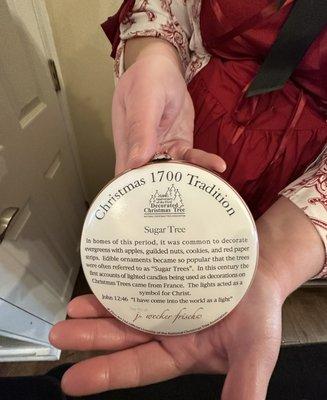 Christmas 1700 Tradition
Decorated
Christmas Tree
Sugar Tree
In homes of this period, it was common to decorate
evergreens with apples, guilded nuts, cookies, and red paper
strips. Edible ornaments became so popular that the trees
were often referred to as "Sugar Trees". In this century the
first accounts of lighted candles being used as decorations on
Christmas Trees came from France. The lights acted as a
symbol for Christ.
John 12:46 "I have come into the world as a light"